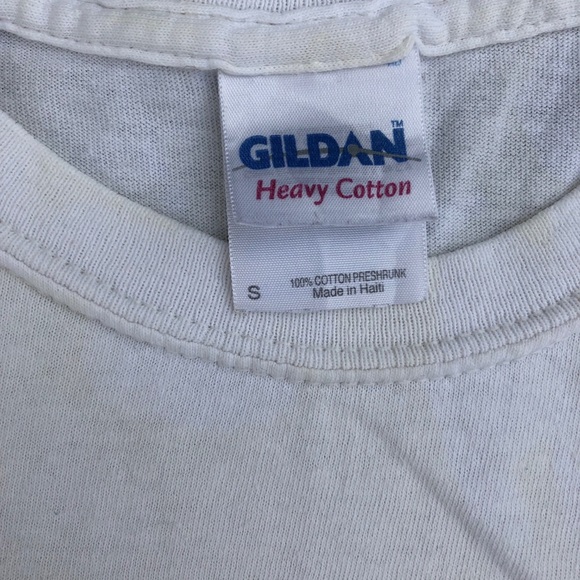 GILDAN™
Heavy Cotton
S
100% COTTON PRESHRUNK
Made in Haiti